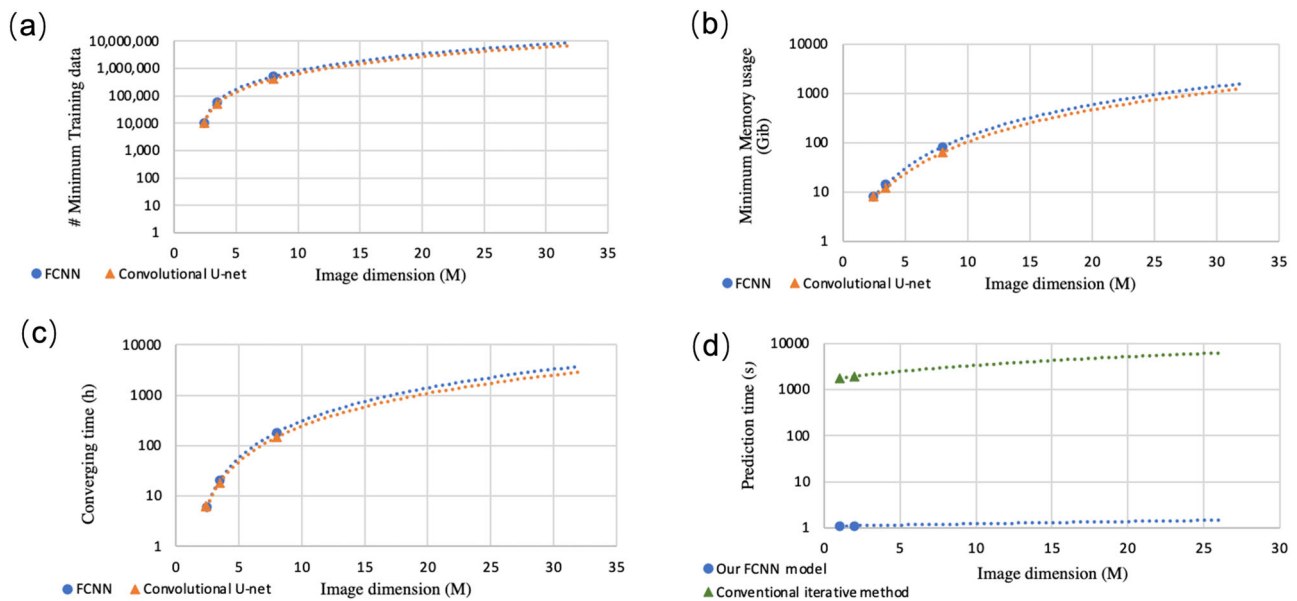 (a)
# Minimum Training data
10,000,000
1,000,000
100,000
10,000
1,000
100
10
1
0 5 10 15 20 25 30 35
FCNN Convolutional U-net Image dimension (M)
(b)
Minimum Memory usage
(Gib)
10000
1000
100
10
1
0 5 10 15 20 25 30 35
FCNN Convolutional U-net Image dimension (M)
(c)
Converging time (h)
10000
1000
100
10
1
0 5 10 15 20 25 30 35
FCNN Convolutional U-net Image dimension (M)
(d)
Prediction time (s)
10000
1000
100
10
1
0 5 10 15 20 25 30
Our FCNN model Image dimension (M)
Conventional iterative method